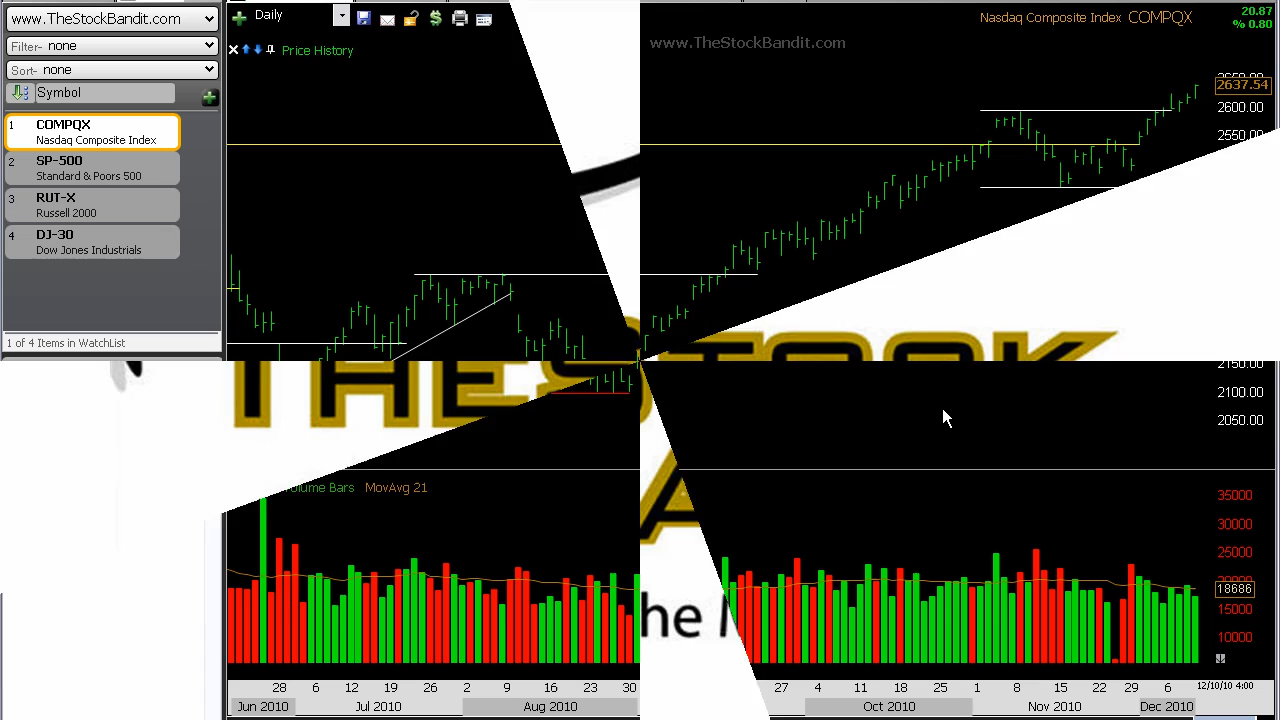 www.TheStockBandit.com
Filter- none
Sort- none
Symbol
1 COMPQX
Nasdaq Composite Index
2 SP-500
Standard & Poors 500
3 RUT-X
Russell 2000
4 DJ-30
Dow Jones Industrials
1 of 4 Items in WatchList
Daily
Price History
Nasdaq Composite Index COMPQX
20.87
% 0.80
www.TheStockBandit.com
2637.54
2600.00
2550.00
THES
TOCK
2150.00
2100.00
2050.00
olume Bars MovAvg 21
A
he
35000
30000
25000
18686
15000
10000
28 6 12 19 26 2 9 16 23 30 27 4 11 18 25 1 8 15 22 29 6 12/10/10 4:00
Jun 2010 Jul 2010 Aug 2010 Oct 2010 Nov 2010 Dec 2010